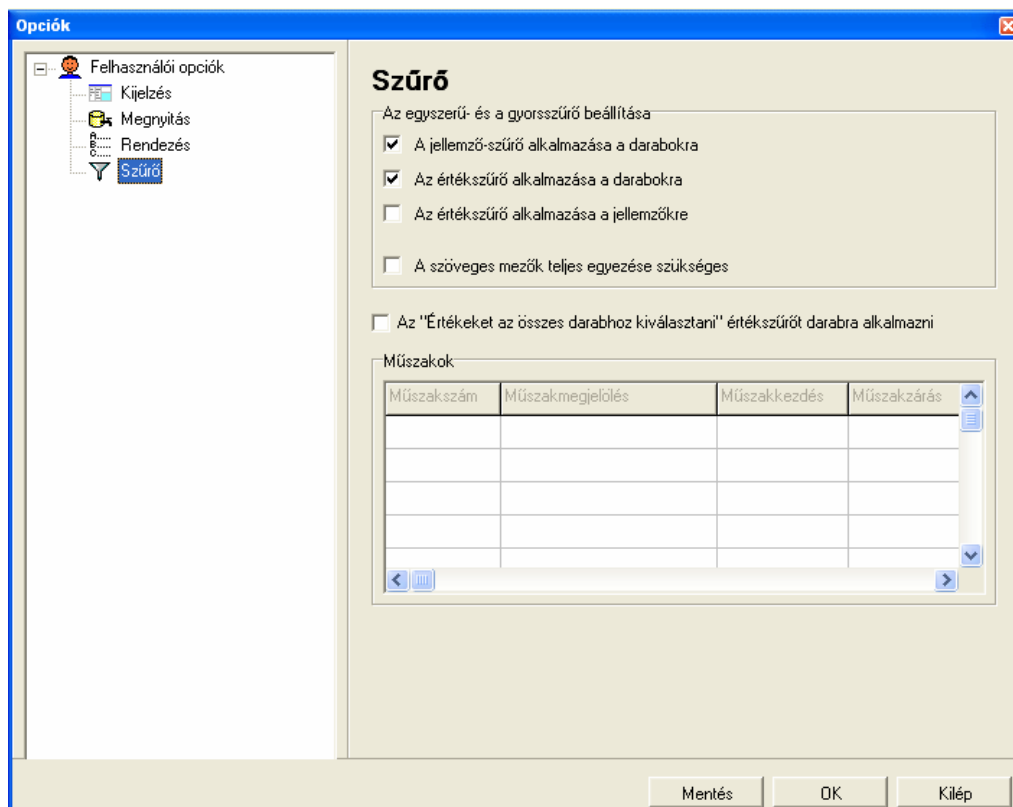 Opciók
Felhasználói opciók
Kijelzés
Megnyitás
Rendezés
Szűrő
Szűrő
Az egyszerű- és a gyorsszűrő beállítása
A jellemző-szűrő alkalmazása a darabokra
Az értékszűrő alkalmazása a darabokra
Az értékszűrő alkalmazása a jellemzőkre
A szöveges mezők teljes egyezése szükséges
Az "Értékeket az összes darabhoz kiválasztani" értékszűrőt darabra alkalmazni
Műszakok
Műszakszám Műszakmegjelölés Műszakkezdés Műszakzárás
Mentés OK Kilép